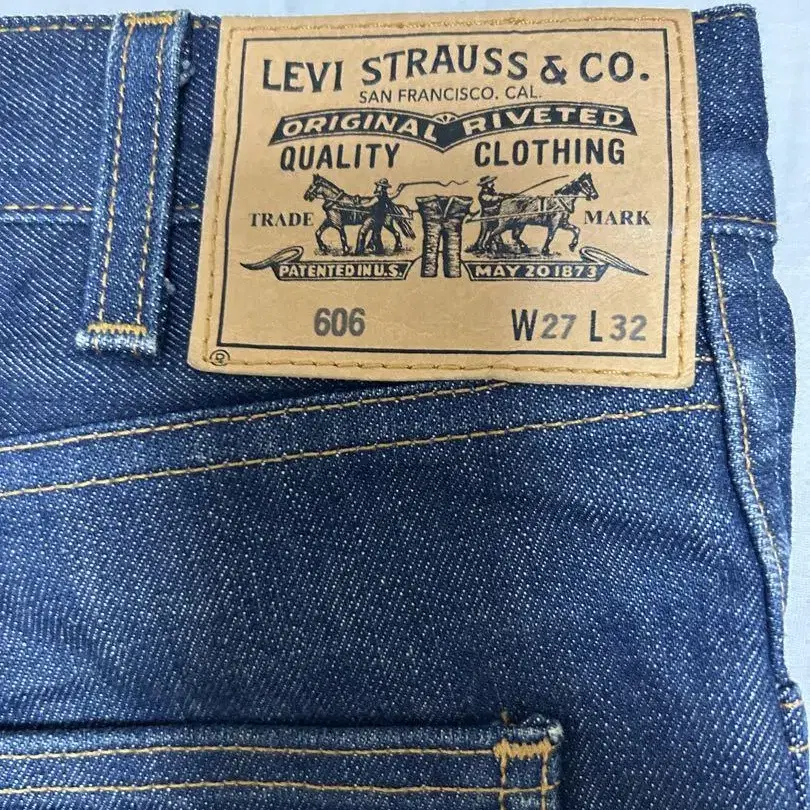 LEVI STRAUSS & CO.
SAN FRANCISCO. CAL.
ORIGINAL RIVETED
QUALITY CLOTHING
TRADE MARK
PATENTED IN U.S. MAY 20 1873
606 W27 L32
®